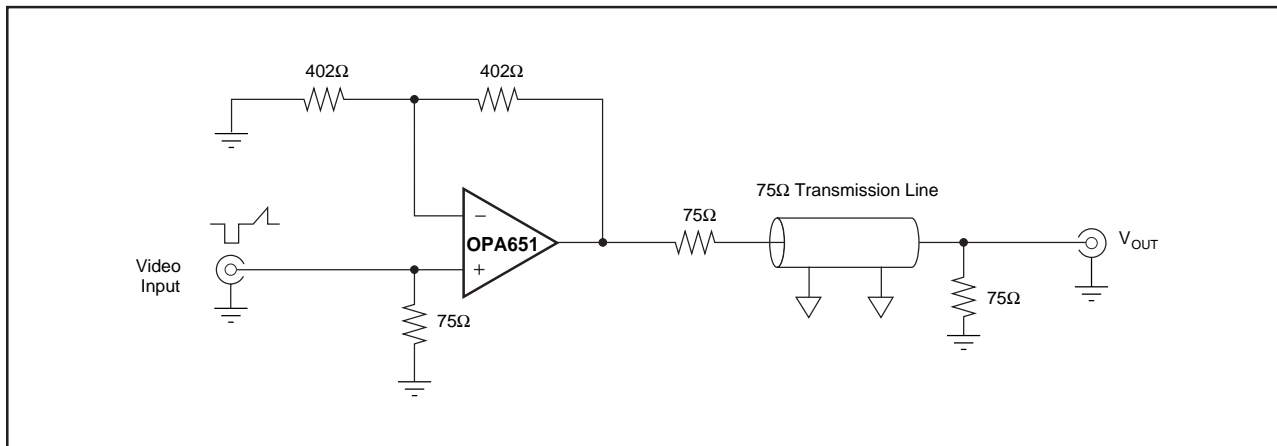 402Ω
402Ω
75Ω Transmission Line
75Ω
−
OPA651
+
VOUT
Video
Input
75Ω
75Ω